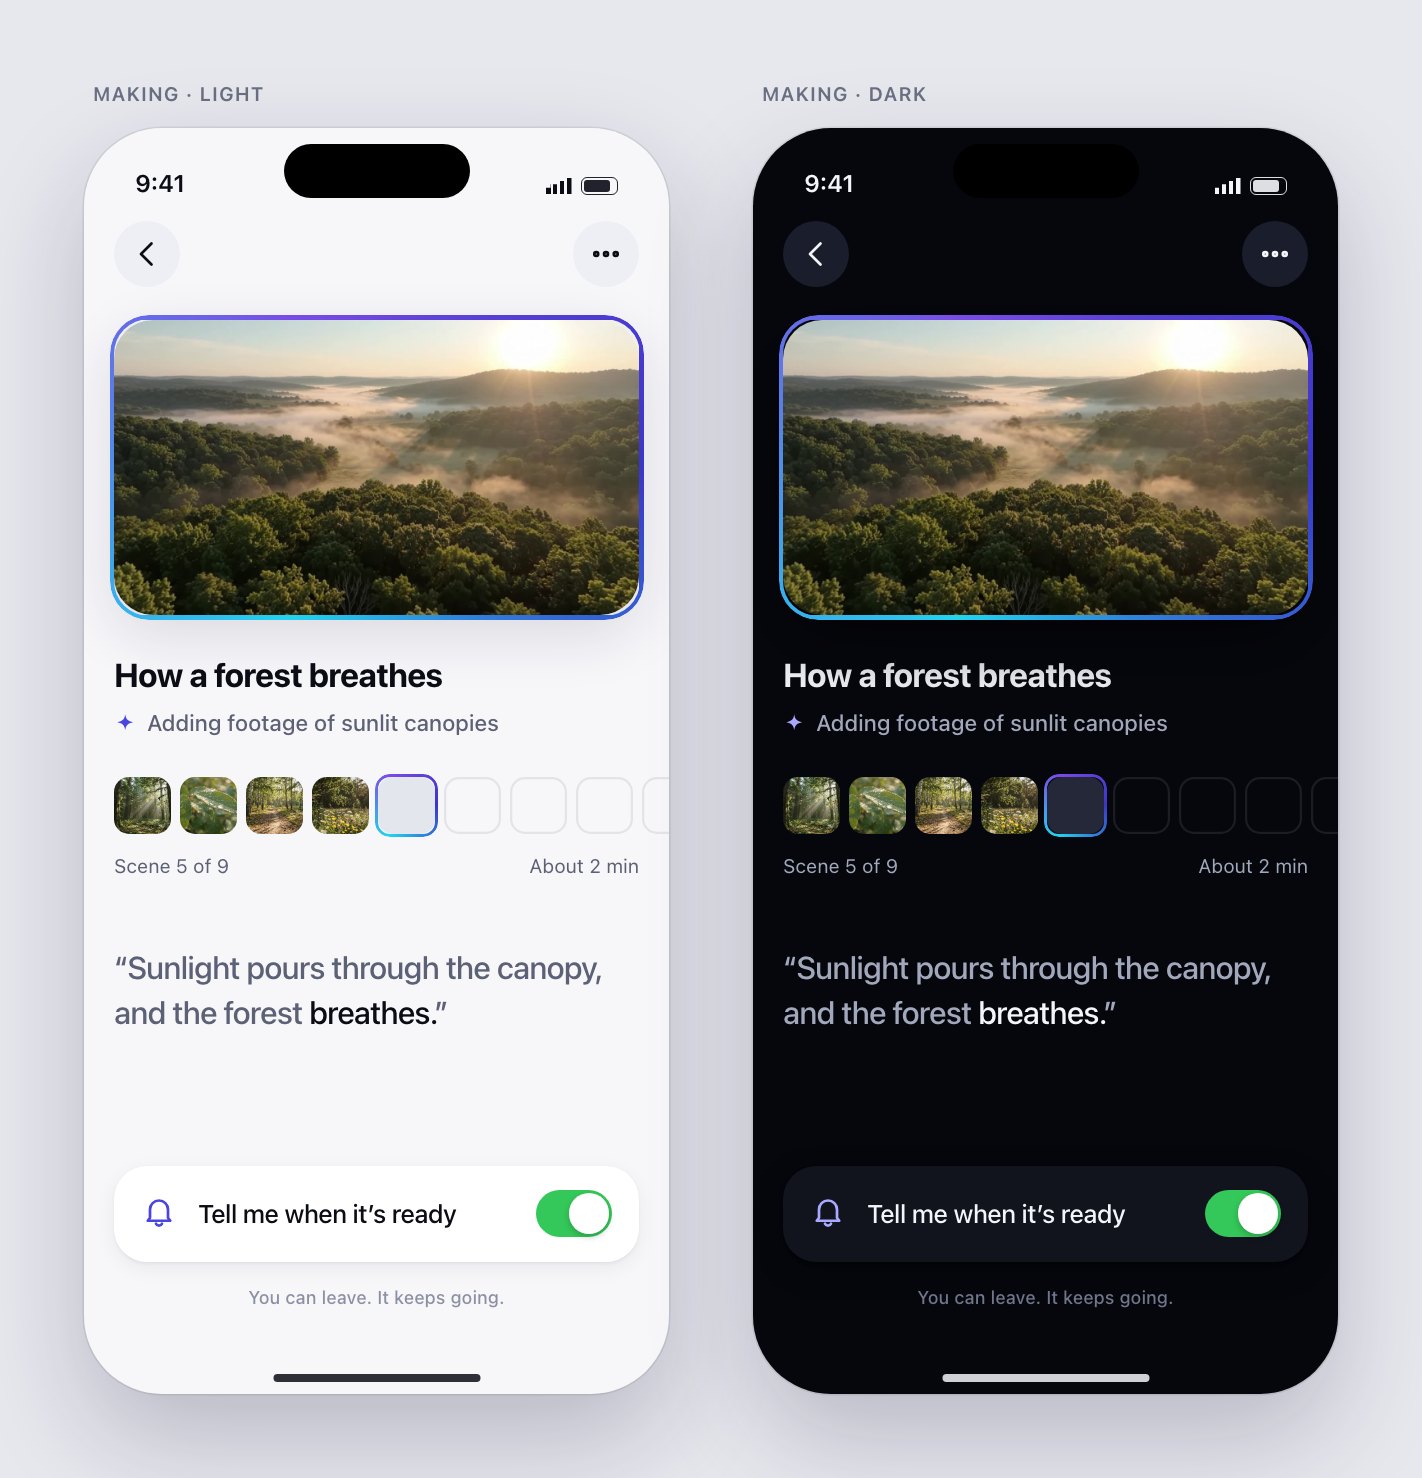 MAKING · LIGHT
9:41
How a forest breathes
Adding footage of sunlit canopies
Scene 5 of 9
About 2 min
“Sunlight pours through the canopy,
and the forest breathes.”
Tell me when it’s ready
You can leave. It keeps going.
MAKING · DARK
9:41
How a forest breathes
Adding footage of sunlit canopies
Scene 5 of 9
About 2 min
“Sunlight pours through the canopy,
and the forest breathes.”
Tell me when it’s ready
You can leave. It keeps going.